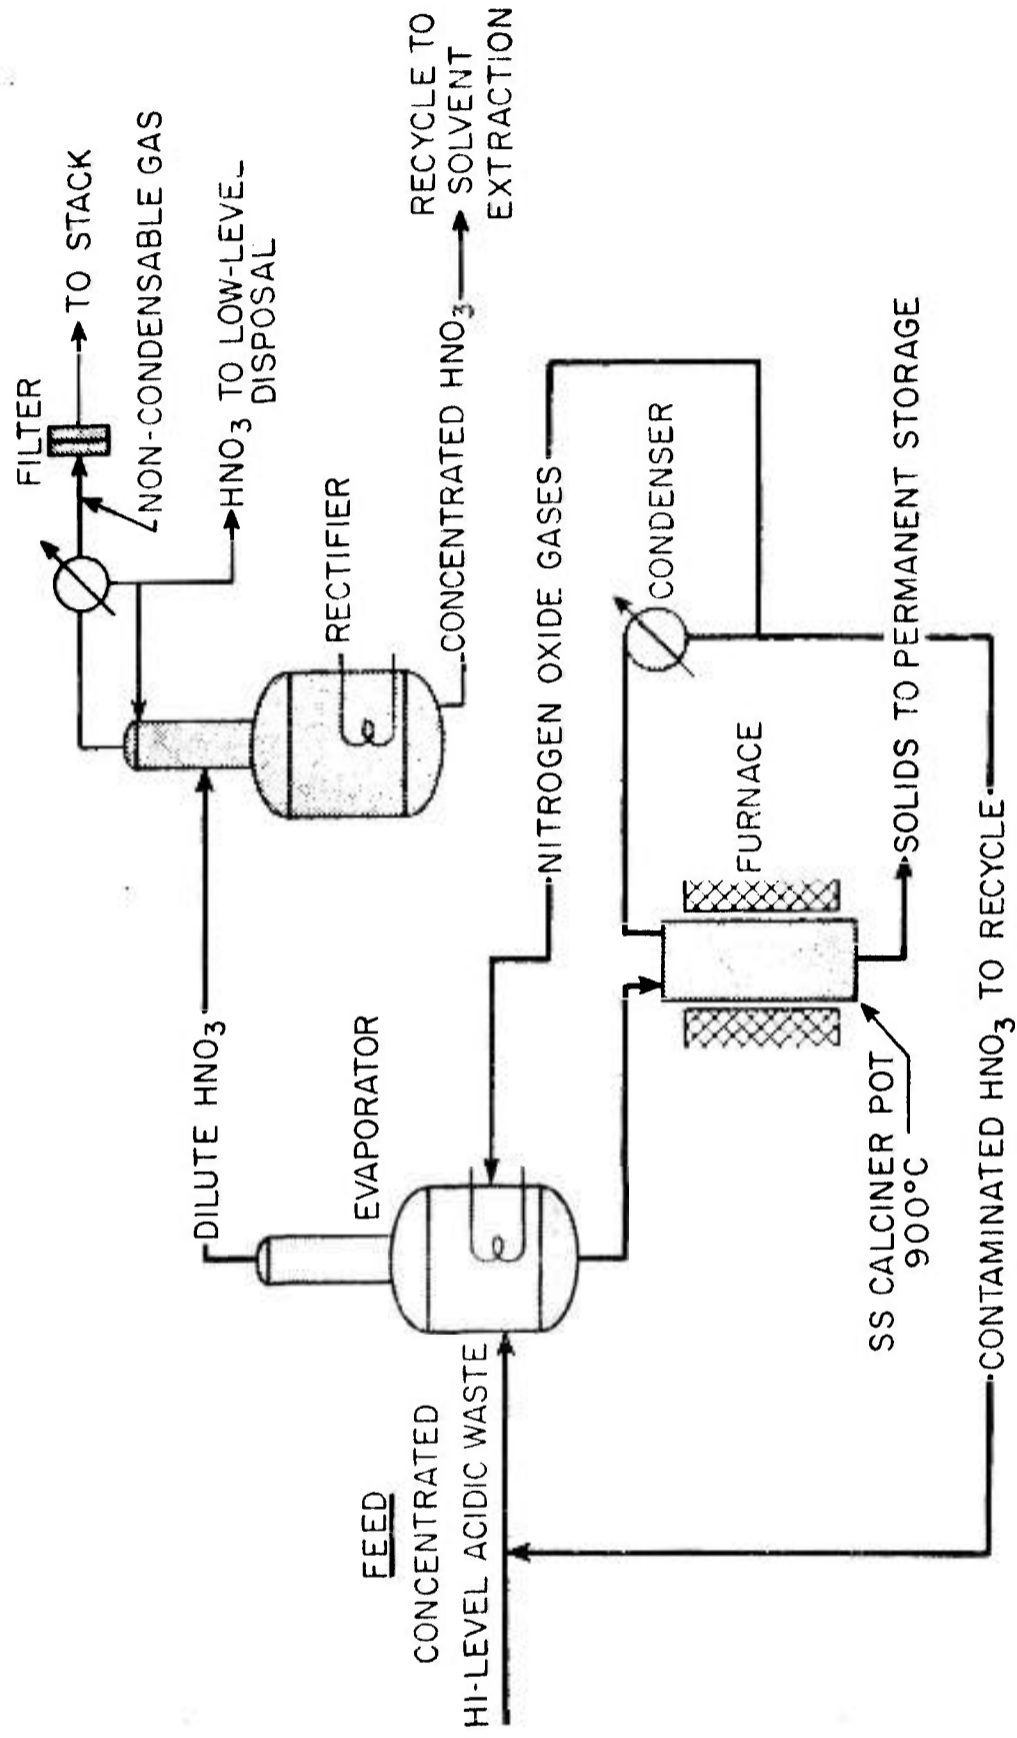 FILTER
TO STACK
NON-CONDENSABLE GAS
HNO3 TO LOW-LEVEL
DISPOSAL
DILUTE HNO3
RECTIFIER
EVAPORATOR
CONCENTRATED HNO3
RECYCLE TO
SOLVENT
EXTRACTION
FEED
CONCENTRATED
HI-LEVEL ACIDIC WASTE
NITROGEN OXIDE GASES
CONDENSER
FURNACE
SS CALCINER POT
900°C
SOLIDS TO PERMANENT STORAGE
CONTAMINATED HNO3 TO RECYCLE